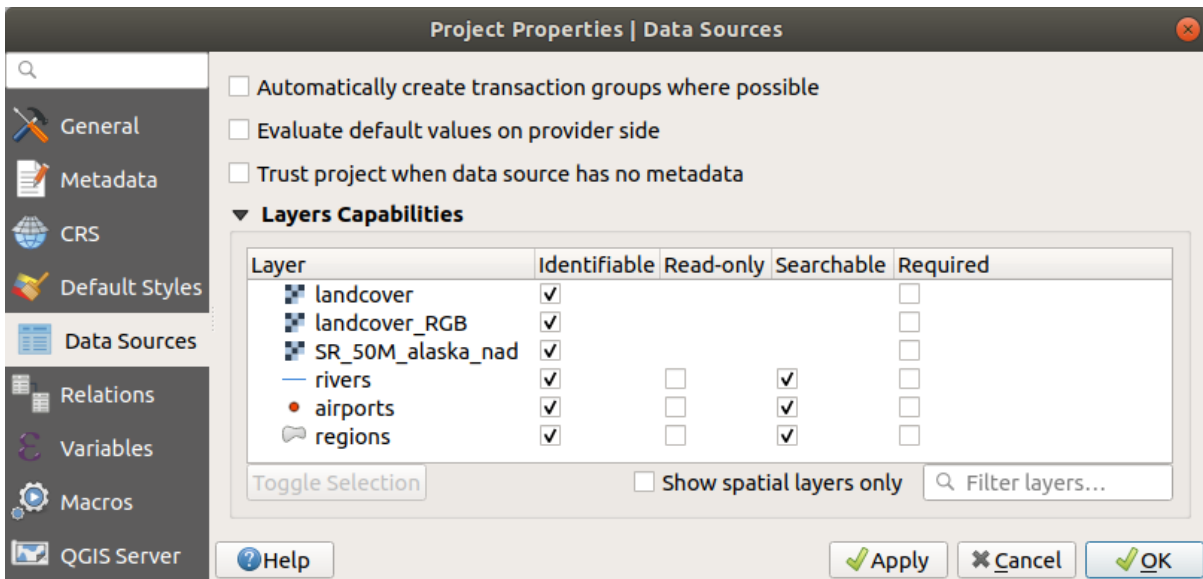 Project Properties | Data Sources
General
Metadata
CRS
Default Styles
Data Sources
Relations
Variables
Macros
QGIS Server
Automatically create transaction groups where possible
Evaluate default values on provider side
Trust project when data source has no metadata
Layers Capabilities
Layer Identifiable Read-only Searchable Required
landcover
landcover_RGB
SR_50M_alaska_nad
rivers
airports
regions
Toggle Selection Show spatial layers only Filter layers...
Help Apply Cancel OK